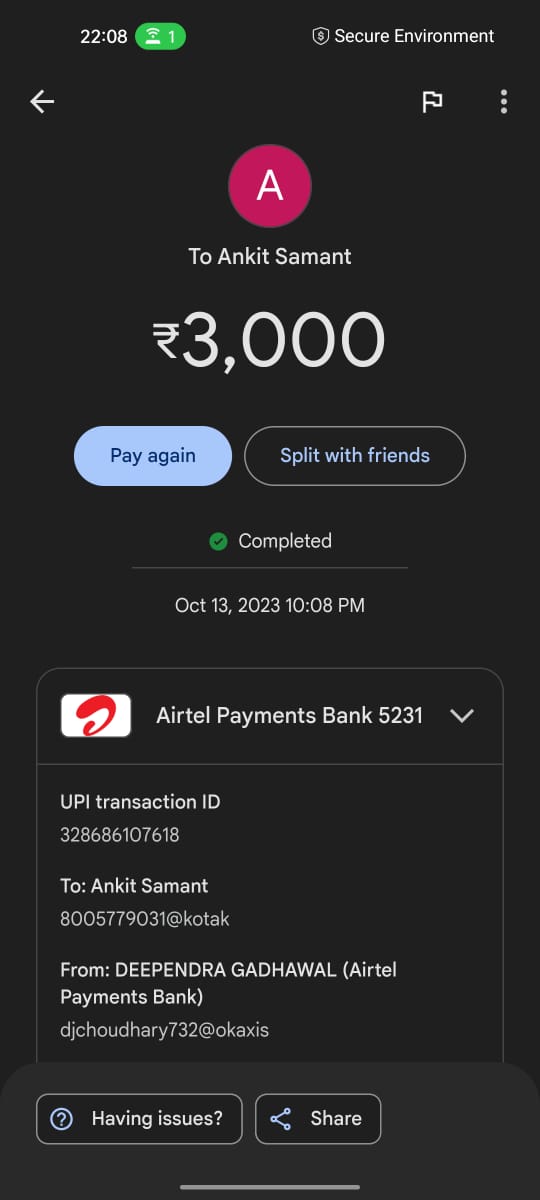 22:08
1
Secure Environment
A
To Ankit Samant
₹3,000
Pay again
Split with friends
Completed
Oct 13, 2023 10:08 PM
Airtel Payments Bank 5231
UPI transaction ID
328686107618
To: Ankit Samant
8005779031@kotak
From: DEEPENDRA GADHAWAL (Airtel
Payments Bank)
djchoudhary732@okaxis
Having issues?
Share